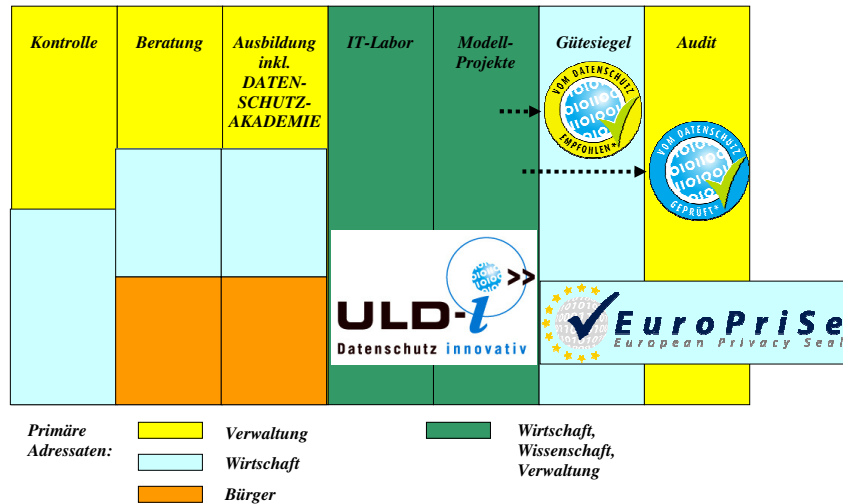 Kontrolle
Beratung
Ausbildung
inkl.
DATEN-
SCHUTZ-
AKADEMIE
IT-Labor
Modell-
Projekte
Gütesiegel
Audit
VOM DATENSCHUTZ
EMPFOHLEN*
VOM DATENSCHUTZ
GEPRÜFT*
ULD-i
Datenschutz innovativ
EuroPriSe
European Privacy Seal
Primäre
Adressaten:
Verwaltung
Wirtschaft
Bürger
Wirtschaft,
Wissenschaft,
Verwaltung